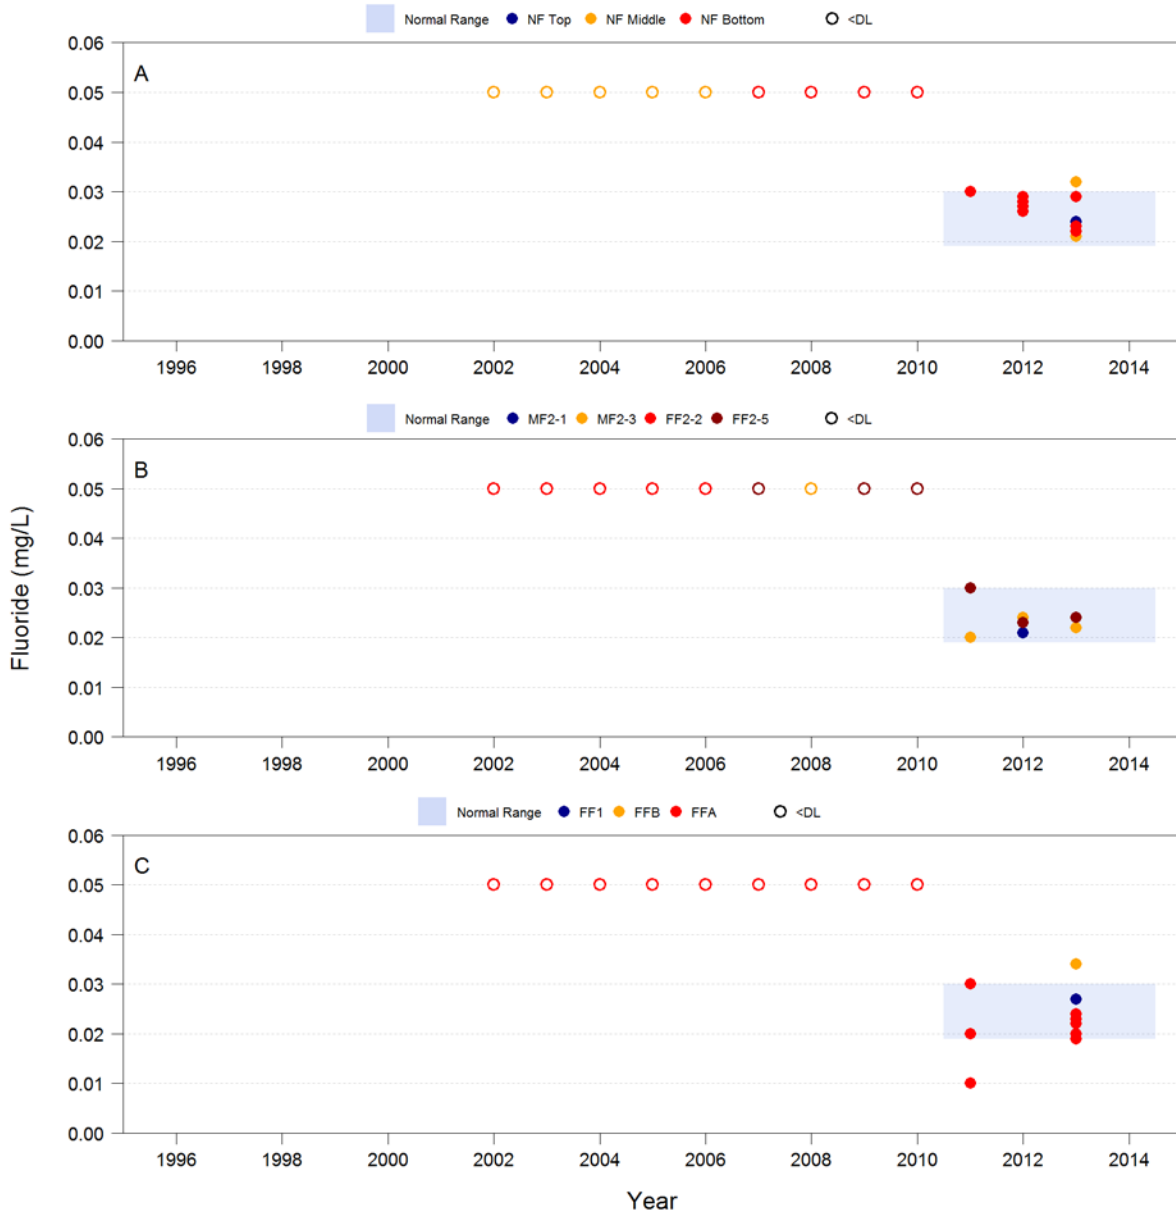 Normal Range NF Top NF Middle NF Bottom <DL
A
0.06
0.05
0.04
0.03
0.02
0.01
0.00
1996 1998 2000 2002 2004 2006 2008 2010 2012 2014
Normal Range MF2-1 MF2-3 FF2-2 FF2-5 <DL
B
0.06
0.05
0.04
0.03
0.02
0.01
0.00
1996 1998 2000 2002 2004 2006 2008 2010 2012 2014
Fluoride (mg/L)
Normal Range FF1 FFB FFA <DL
C
0.06
0.05
0.04
0.03
0.02
0.01
0.00
1996 1998 2000 2002 2004 2006 2008 2010 2012 2014
Year